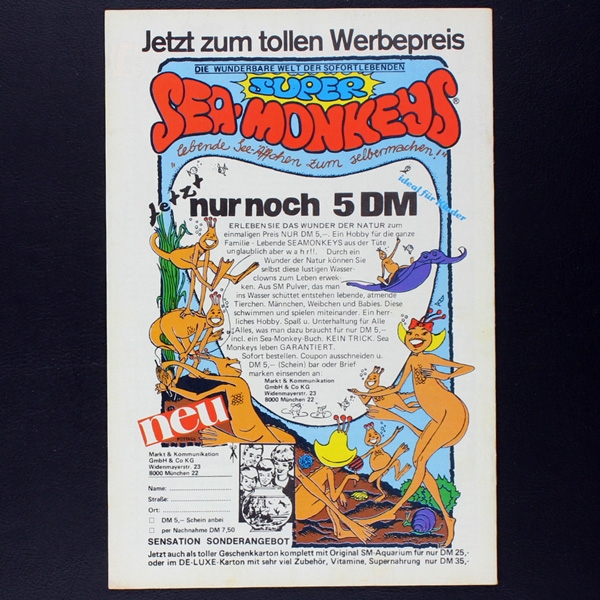 Jetzt zum tollen Werbepreis
DIE WUNDERBARE WELT DER SOFORTLEBENDEN
SUPER
SEA-MONKEYS®
"lebende See-Äffchen zum selbermachen!"
Jetzt
nur noch 5 DM
ideal für Kinder
ERLEBEN SIE DAS WUNDER DER NATUR zum
einmaligen Preis NUR DM 5,–. Ein Hobby für die ganze
Familie - Lebende SEAMONKEYS aus der Tüte
unglaublich aber w a h r!!. Durch ein
Wunder der Natur können Sie
selbst diese lustigen Wasser-
clowns zum Leben erwek-
ken. Aus SM Pulver, das man
ins Wasser schüttet entstehen lebende, atmende
Tierchen. Männchen, Weibchen und Babies. Diese
schwimmen und spielen miteinander. Ein herr-
liches Hobby. Spaß u. Unterhaltung für Alle
Alles, was man dazu braucht für nur DM 5,–
incl. ein Sea-Monkey-Buch. KEIN TRICK. Sea
Monkeys leben GARANTIERT.
Sofort bestellen. Coupon ausschneiden u.
DM 5,– (Schein) bar oder Brief
marken einsenden an:
Markt & Kommunikation
GmbH & Co KG
Widenmayerstr. 23
8000 München 22
neu
Markt & Kommunikation
GmbH & Co KG
Widenmayerstr. 23
8000 München 22
Name:
Straße:
Ort:
DM 5,– Schein anbei
per Nachnahme DM 7,50
SENSATION SONDERANGEBOT
Jetzt auch als toller Geschenkkarton komplett mit Original SM-Aquarium für nur DM 25,-
oder im DE-LUXE-Karton mit sehr viel Zubehör, Vitamine, Supernahrung nur DM 35,-